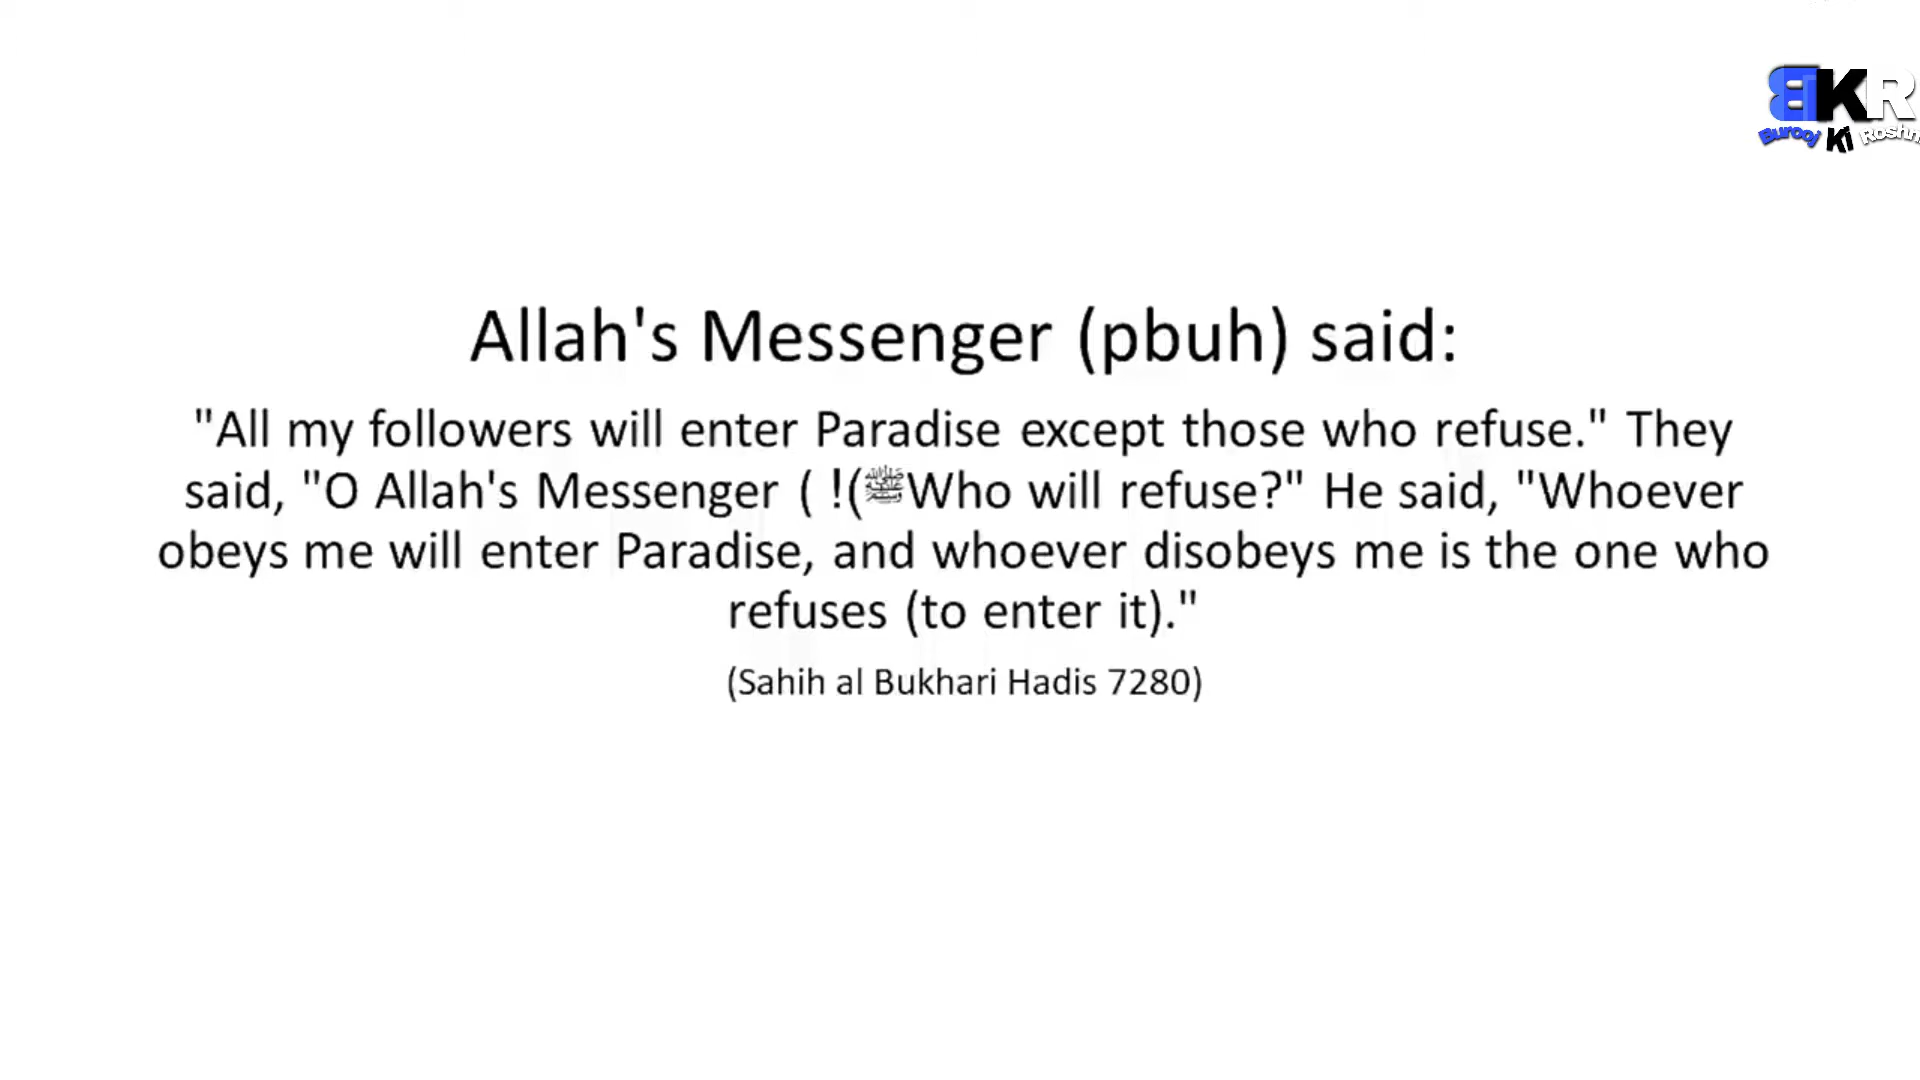 BKR
Burooj Ki Roshn
Allah's Messenger (pbuh) said:
"All my followers will enter Paradise except those who refuse." They
said, "O Allah's Messenger ( !(ﷺWho will refuse?" He said, "Whoever
obeys me will enter Paradise, and whoever disobeys me is the one who
refuses (to enter it)."
(Sahih al Bukhari Hadis 7280)